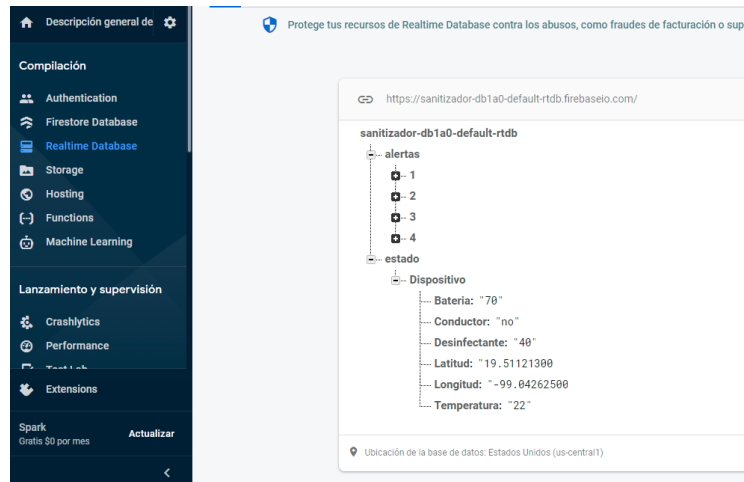 Descripción general de
Protege tus recursos de Realtime Database contra los abusos, como fraudes de facturación o sup
Compilación
Authentication
Firestore Database
Realtime Database
Storage
Hosting
Functions
Machine Learning
Lanzamiento y supervisión
Crashlytics
Performance
Test Lab
Extensions
Spark
Gratis $0 por mes
Actualizar
https://sanitizador-db1a0-default-rtdb.firebaseio.com/
sanitizador-db1a0-default-rtdb
alertas
1
2
3
4
estado
Dispositivo
Bateria: "70"
Conductor: "no"
Desinfectante: "40"
Latitud: "19.51121300
Longitud: "-99.04262500
Temperatura: "22"
Ubicación de la base de datos: Estados Unidos (us-central1)